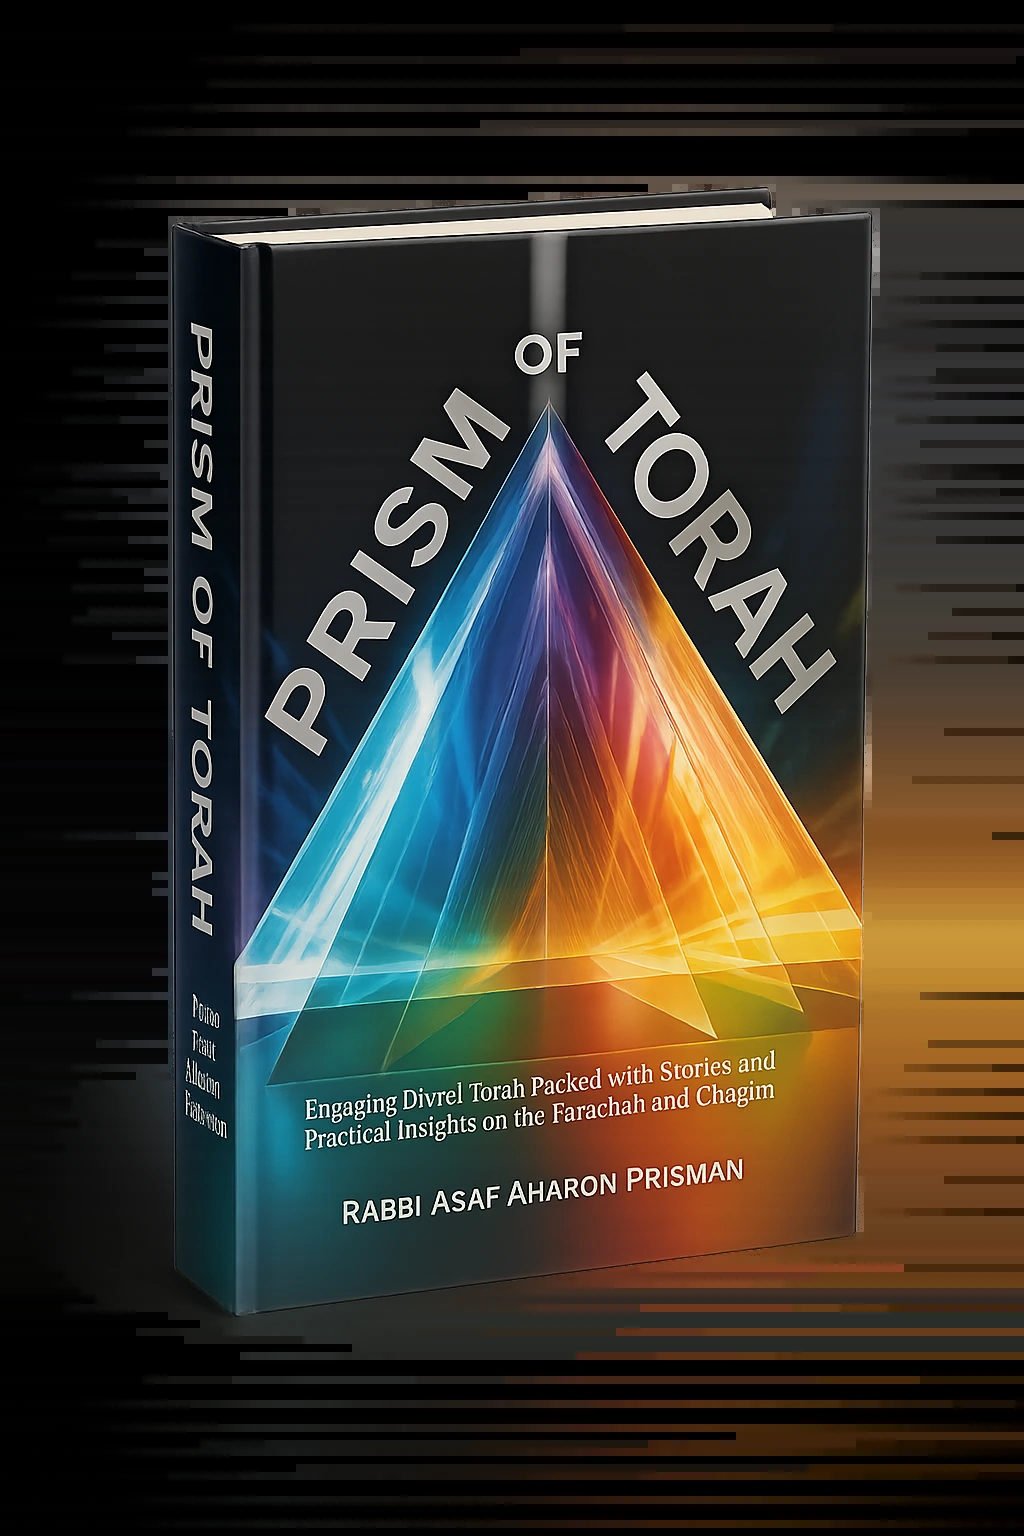 PRISM OF TORAH
Engaging Divrel Torah Packed with Stories and
Practical Insights on the Farachah and Chagim
RABBI ASAF AHARON PRISMAN
PRISM OF TORAH